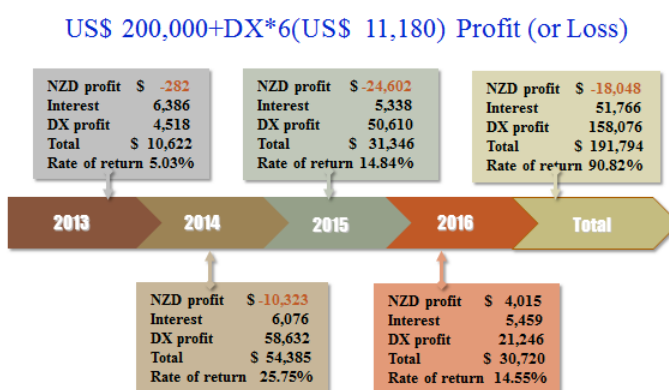 US$ 200,000+DX*6(US$ 11,180) Profit (or Loss)
NZD profit $ -282
Interest 6,386
DX profit 4,518
Total $ 10,622
Rate of return 5.03%
NZD profit $ -24,602
Interest 5,338
DX profit 50,610
Total $ 31,346
Rate of return 14.84%
NZD profit $ -18,048
Interest 51,766
DX profit 158,076
Total $ 191,794
Rate of return 90.82%
2013
2014
2015
2016
Total
NZD profit $ -10,323
Interest 6,076
DX profit 58,632
Total $ 54,385
Rate of return 25.75%
NZD profit $ 4,015
Interest 5,459
DX profit 21,246
Total $ 30,720
Rate of return 14.55%